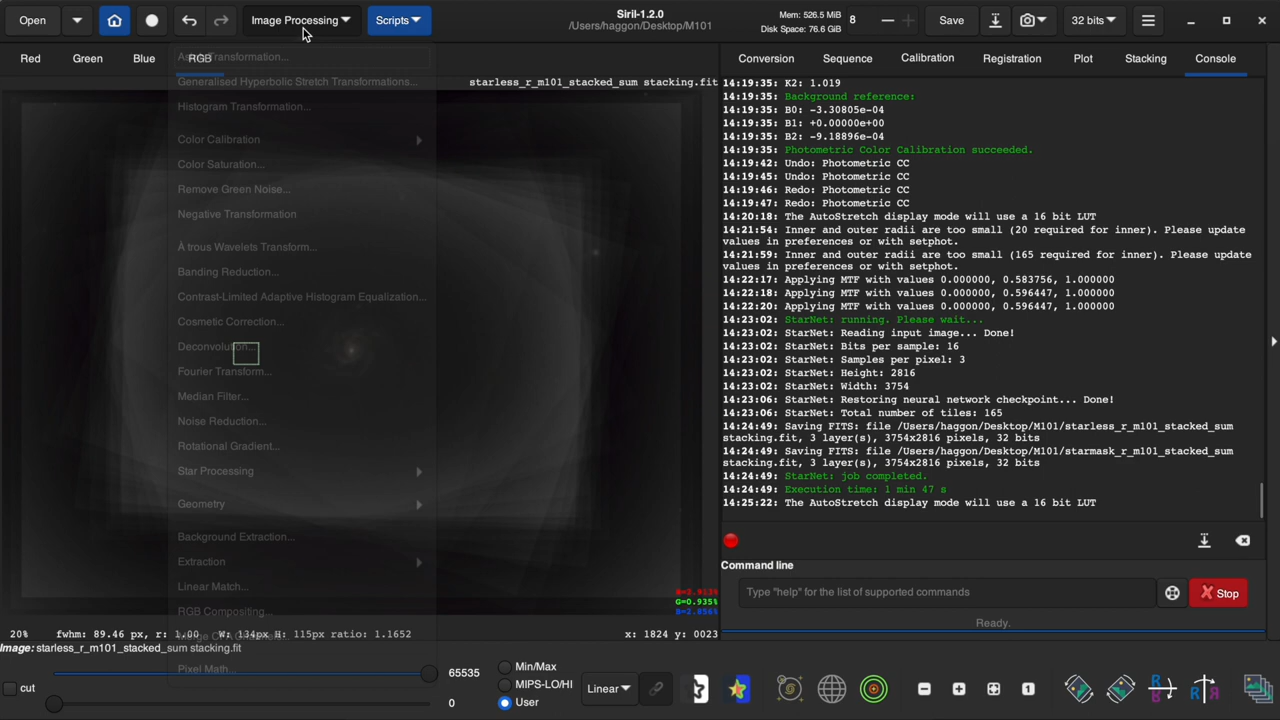 Open
Image Processing
Scripts
Siril-1.2.0
/Users/haggon/Desktop/M101
Mem: 526.5 MiB
Disk Space: 76.6 GiB
8
Save
32 bits
Red
Green
Blue
RGB
Conversion
Sequence
Calibration
Registration
Plot
Stacking
Console
starless_r_m101_stacked_sum stacking.fit
Transformation...
Generalised Hyperbolic Stretch Transformations...
Histogram Transformation...
Color Calibration
Color Saturation...
Remove Green Noise...
Negative Transformation
À trous Wavelets Transform...
Banding Reduction...
Contrast-Limited Adaptive Histogram Equalization...
Cosmetic Correction...
Deconvolution...
Fourier Transform...
Median Filter...
Noise Reduction...
Rotational Gradient...
Star Processing
Geometry
Background Extraction...
Extraction
Linear Match...
RGB Compositing...
Pixel Math...
14:19:35: K2: 1.019
14:19:35: Background reference:
14:19:35: B0: -3.30805e-04
14:19:35: B1: +0.00000e+00
14:19:35: B2: -9.18896e-04
14:19:35: Photometric Color Calibration succeeded.
14:19:42: Undo: Photometric CC
14:19:45: Undo: Photometric CC
14:19:46: Redo: Photometric CC
14:19:47: Redo: Photometric CC
14:20:18: The AutoStretch display mode will use a 16 bit LUT
14:21:54: Inner and outer radii are too small (20 required for inner). Please update
values in preferences or with setphot.
14:21:59: Inner and outer radii are too small (165 required for inner). Please update
values in preferences or with setphot.
14:22:17: Applying MTF with values 0.000000, 0.583756, 1.000000
14:22:18: Applying MTF with values 0.000000, 0.596447, 1.000000
14:22:20: Applying MTF with values 0.000000, 0.596447, 1.000000
14:23:02: StarNet: running. Please wait...
14:23:02: StarNet: Reading input image... Done!
14:23:02: StarNet: Bits per sample: 16
14:23:02: StarNet: Samples per pixel: 3
14:23:02: StarNet: Height: 2816
14:23:02: StarNet: Width: 3754
14:23:06: StarNet: Restoring neural network checkpoint... Done!
14:23:06: StarNet: Total number of tiles: 165
14:24:49: Saving FITS: file /Users/haggon/Desktop/M101/starless_r_m101_stacked_sum
stacking.fit, 3 layer(s), 3754x2816 pixels, 32 bits
14:24:49: Saving FITS: file /Users/haggon/Desktop/M101/starmask_r_m101_stacked_sum
stacking.fit, 3 layer(s), 3754x2816 pixels, 32 bits
14:24:49: StarNet: job completed.
14:24:49: Execution time: 1 min 47 s
14:25:22: The AutoStretch display mode will use a 16 bit LUT
Command line
Type "help" for the list of supported commands
Stop
Ready.
R=2.913%
G=0.935%
B=2.856%
20%
fwhm: 89.46 px, r: 1.00
W: 134px H: 115px ratio: 1.1652
x: 1824 y: 0023
Image: starless_r_m101_stacked_sum stacking.fit
cut
65535
0
Min/Max
MIPS-LO/HI
User
Linear
1
R
R
R
R